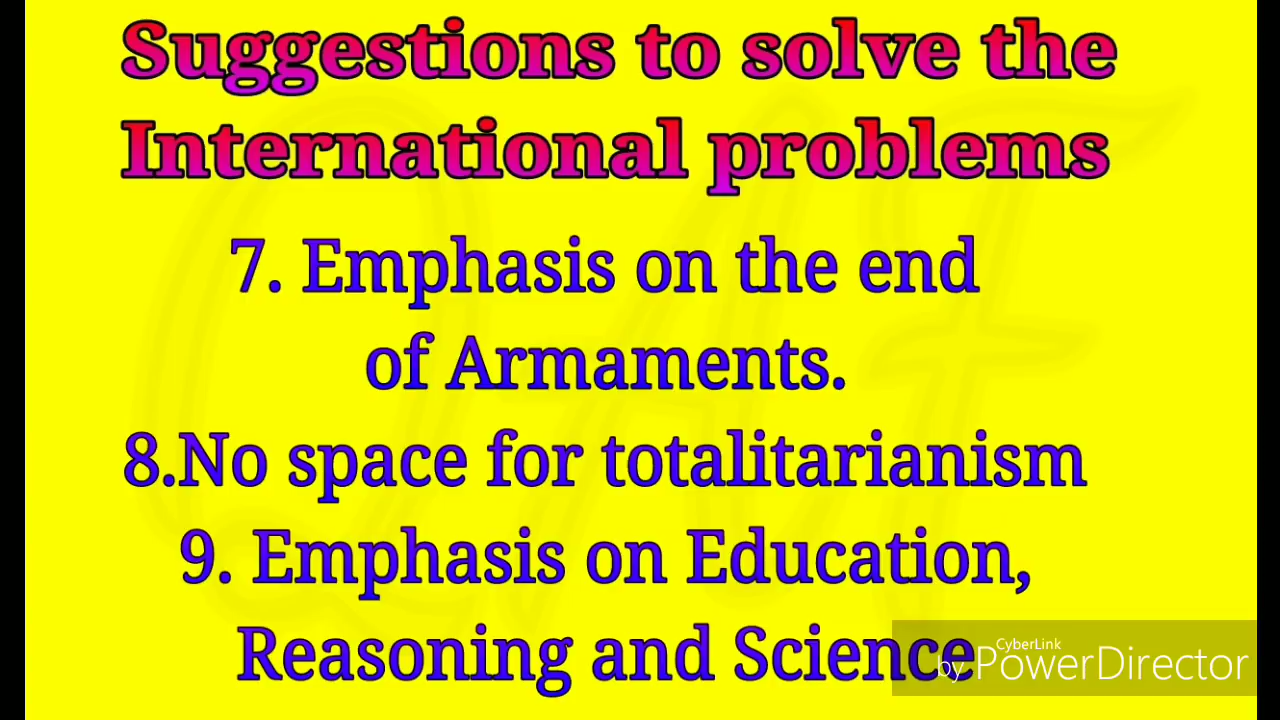 Suggestions to solve the
International problems
7. Emphasis on the end
of Armaments.
8.No space for totalitarianism
9. Emphasis on Education,
Reasoning and Science
CyberLink
by PowerDirector